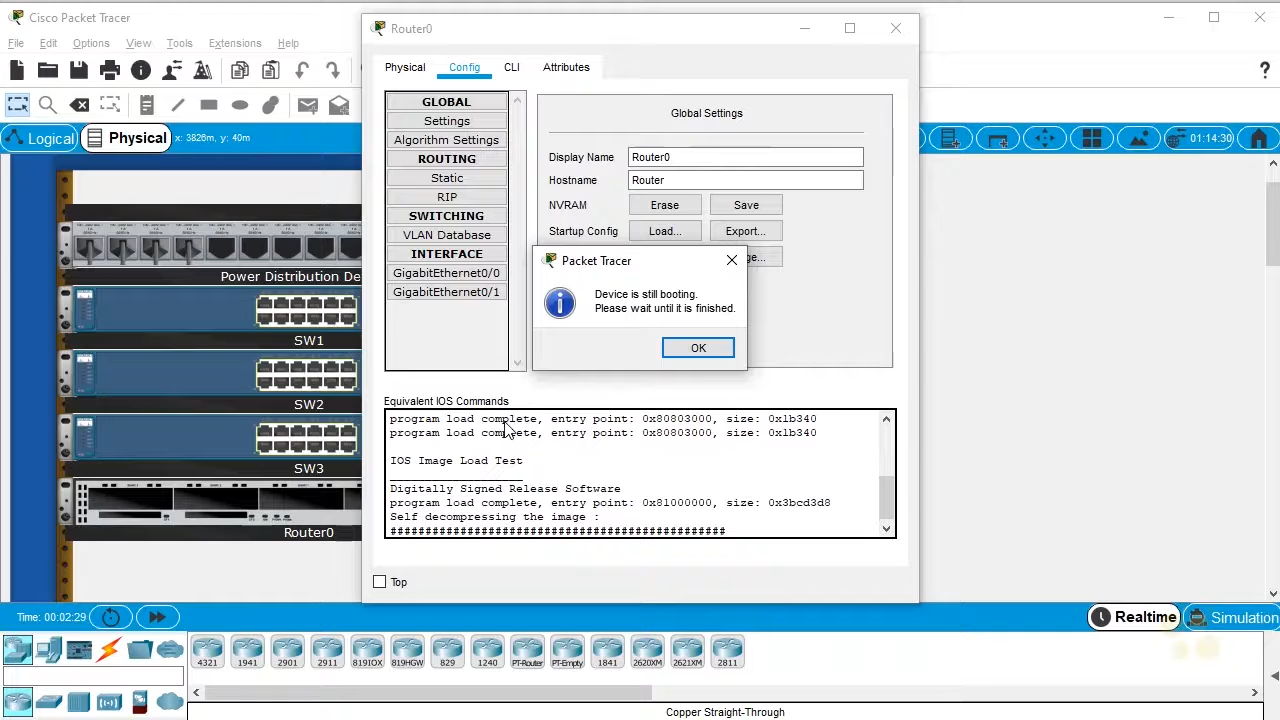 Cisco Packet Tracer
File Edit Options View Tools Extensions Help
Logical
Physical
x: 3826m, y: 40m
01:14:30
Power Distribution De
SW1
SW2
SW3
Router0
Router0
Physical Config CLI Attributes
GLOBAL
Settings
Algorithm Settings
ROUTING
Static
RIP
SWITCHING
VLAN Database
INTERFACE
GigabitEthernet0/0
GigabitEthernet0/1
Global Settings
Display Name Router0
Hostname Router
NVRAM Erase Save
Startup Config Load... Export...
ge...
Packet Tracer
Device is still booting.
Please wait until it is finished.
OK
Equivalent IOS Commands
program load complete, entry point: 0x80803000, size: 0x1b340
program load complete, entry point: 0x80803000, size: 0x1b340
IOS Image Load Test
___________________
Digitally Signed Release Software
program load complete, entry point: 0x81000000, size: 0x3bcd3d8
Self decompressing the image :
################################################
Top
Time: 00:02:29
Realtime
Simulation
4321 1941 2901 2911 819IOX 819HGW 829 1240 PT-Router PT-Empty 1841 2620XM 2621XM 2811
Copper Straight-Through